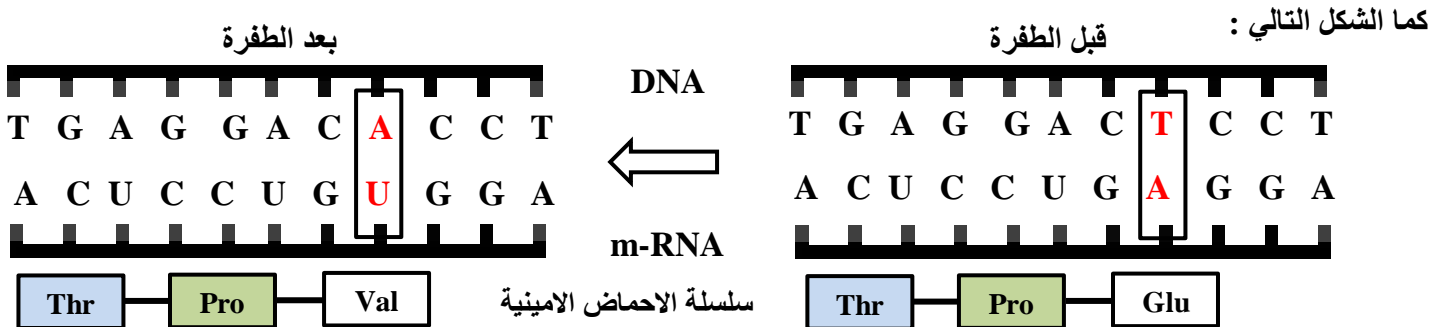 كما الشكل التالي :
قبل الطفرة
بعد الطفرة
DNA
T G A G G A C T C C T
T G A G G A C A C C T
A C U C C U G A G G A
A C U C C U G U G G A
m-RNA
Thr Pro Glu
سلسلة الاحماض الامينية
Thr Pro Val